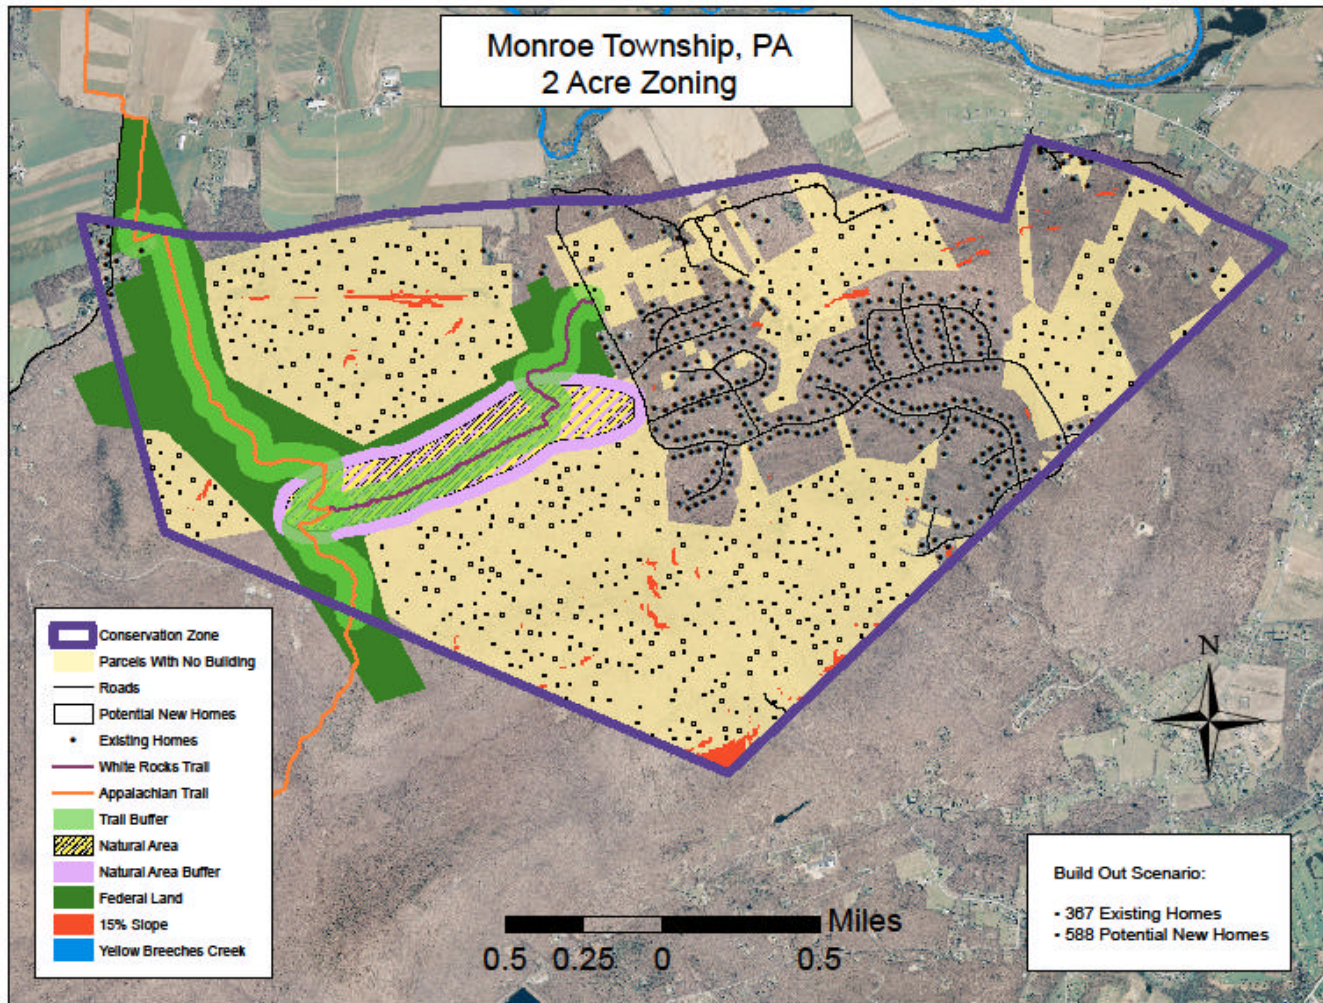 Monroe Township, PA
2 Acre Zoning
Conservation Zone
Parcels With No Building
Roads
Potential New Homes
Existing Homes
White Rocks Trail
Appalachian Trail
Trail Buffer
Natural Area
Natural Area Buffer
Federal Land
15% Slope
Yellow Breeches Creek
N
Miles
0.5 0.25 0 0.5
Build Out Scenario:
- 367 Existing Homes
- 588 Potential New Homes